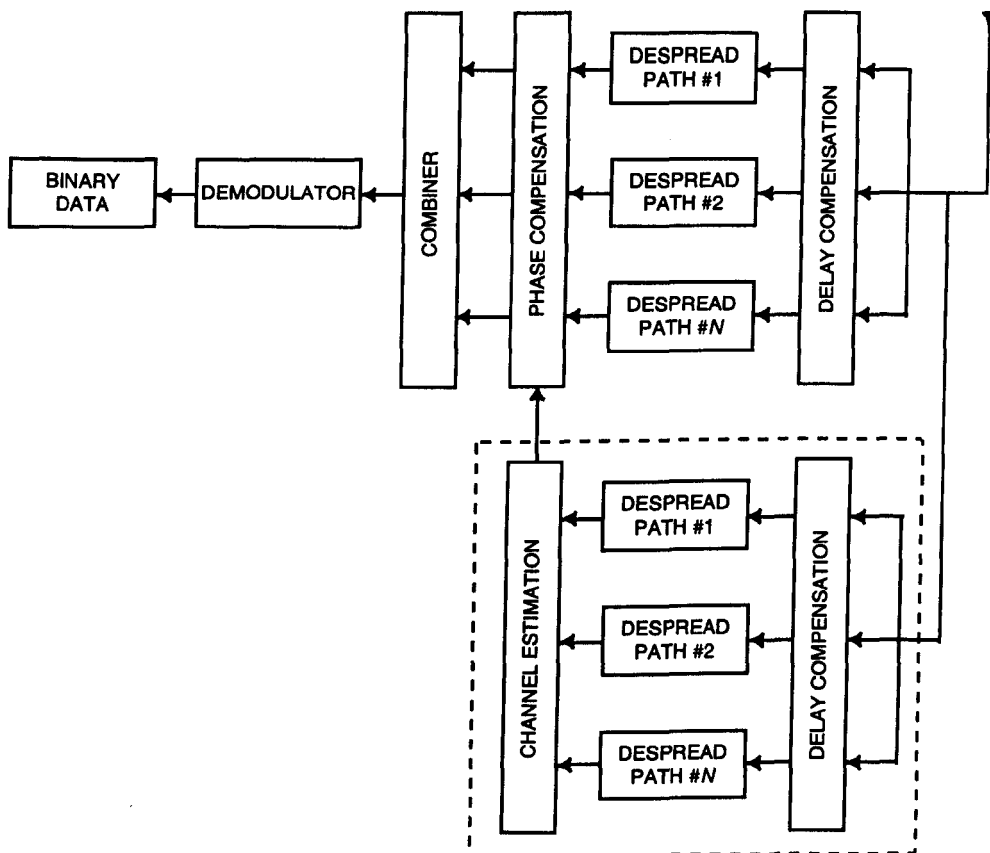 DESPREAD
PATH #1
BINARY
DATA
DEMODULATOR
COMBINER
PHASE COMPENSATION
DESPREAD
PATH #2
DELAY COMPENSATION
DESPREAD
PATH #N
CHANNEL ESTIMATION
DESPREAD
PATH #1
DESPREAD
PATH #2
DELAY COMPENSATION
DESPREAD
PATH #N